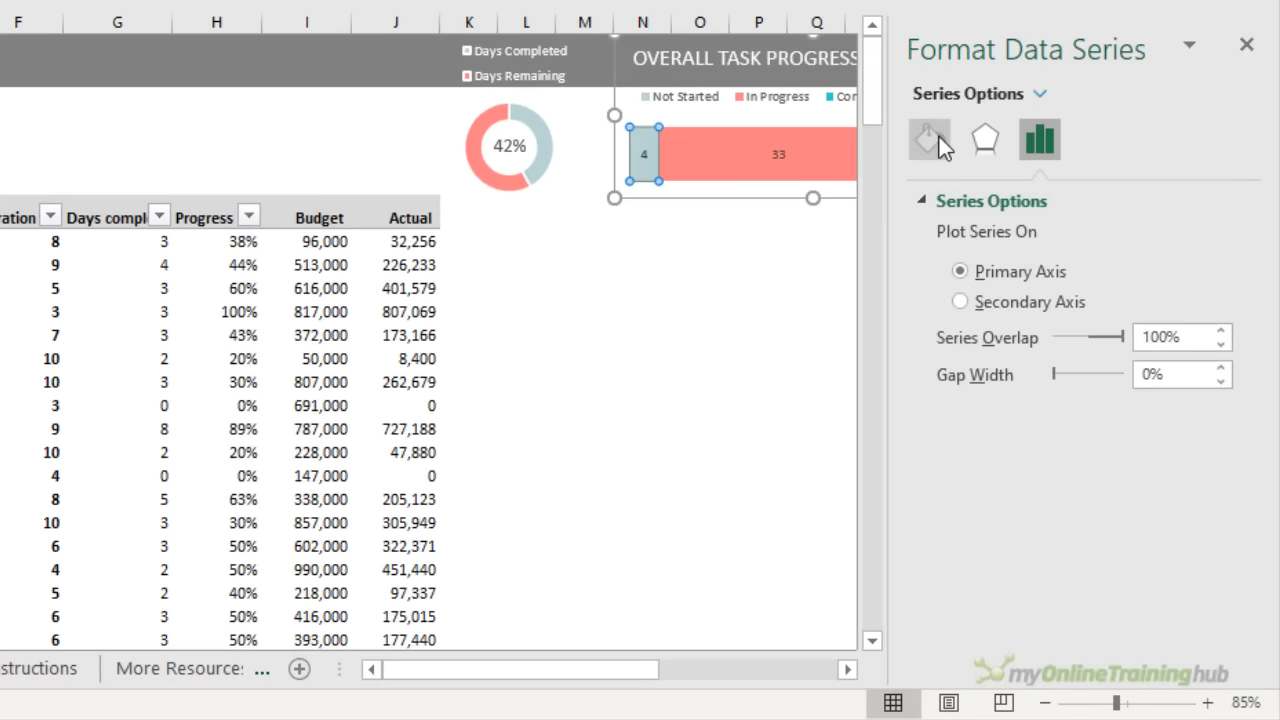 F G H I J K L M N O P Q
Days Completed
Days Remaining
OVERALL TASK PROGRESS
Not Started In Progress Con
42%
4 33
ration Days compl Progress Budget Actual
8 3 38% 96,000 32,256
9 4 44% 513,000 226,233
5 3 60% 616,000 401,579
3 3 100% 817,000 807,069
7 3 43% 372,000 173,166
10 2 20% 50,000 8,400
10 3 30% 807,000 262,679
3 0 0% 691,000 0
9 8 89% 787,000 727,188
10 2 20% 228,000 47,880
4 0 0% 147,000 0
8 5 63% 338,000 205,123
10 3 30% 857,000 305,949
6 3 50% 602,000 322,371
4 2 50% 990,000 451,440
5 2 40% 218,000 97,337
6 3 50% 416,000 175,015
6 3 50% 393,000 177,440
structions More Resource: ...
Format Data Series
Series Options
Series Options
Plot Series On
Primary Axis
Secondary Axis
Series Overlap 100%
Gap Width 0%
myOnlineTraininghub
85%